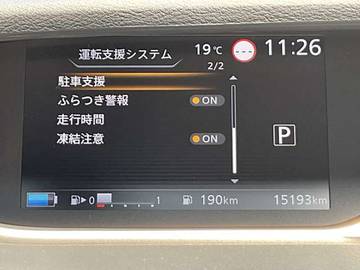 運転支援システム 19℃ --- 11:26
2/2
駐車支援
ふらつき警報 ON
走行時間
凍結注意 ON
P
0 1 190km 15193km